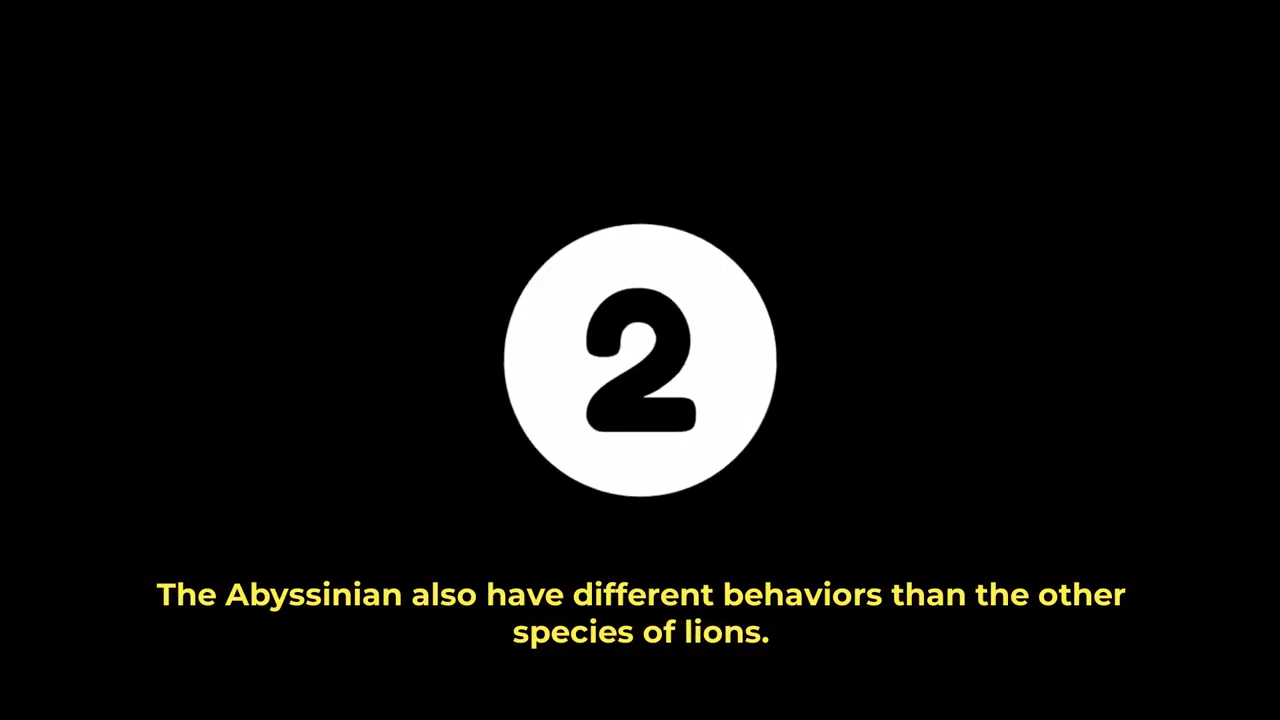 2
The Abyssinian also have different behaviors than the other
species of lions.